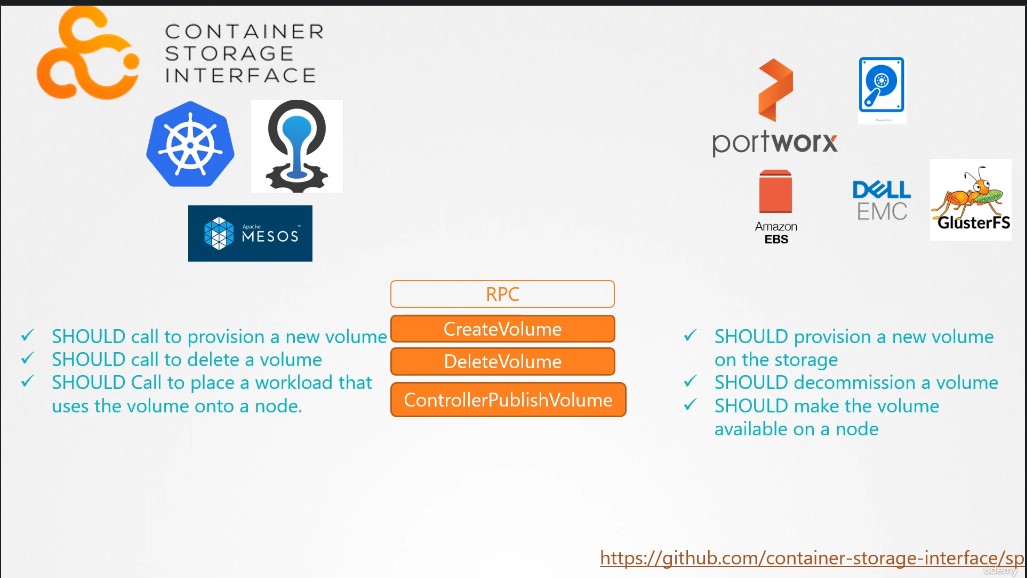 CONTAINER
STORAGE
INTERFACE
portworx
Apache
MESOS
Amazon
EBS
DELL
EMC
GlusterFS
RPC
CreateVolume
DeleteVolume
ControllerPublishVolume
✓ SHOULD call to provision a new volume
✓ SHOULD call to delete a volume
✓ SHOULD Call to place a workload that
uses the volume onto a node.
✓ SHOULD provision a new volume
on the storage
✓ SHOULD decommission a volume
✓ SHOULD make the volume
available on a node
https://github.com/container-storage-interface/sp
udemy